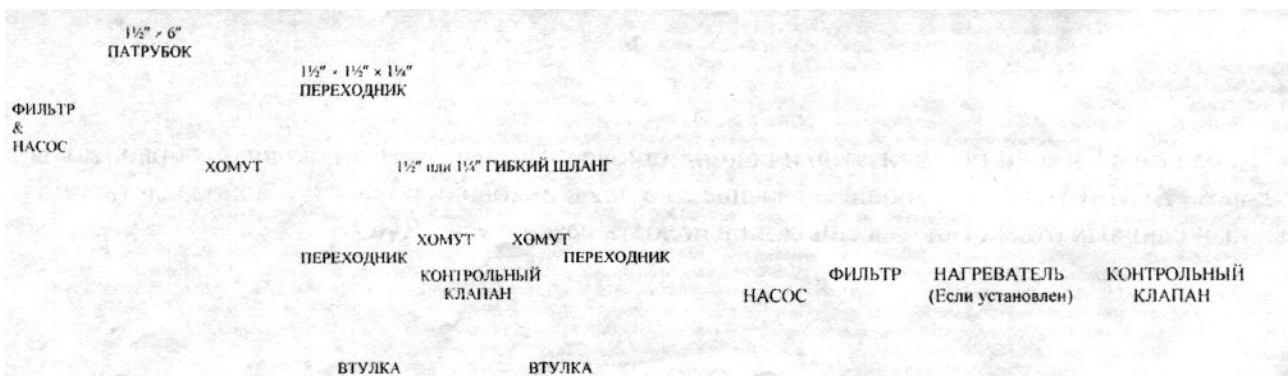 1½" × 6"
ПАТРУБОК
1½" × 1½" × 1¼"
ПЕРЕХОДНИК
ФИЛЬТР
&
НАСОС
ХОМУТ
1½" или 1¼" ГИБКИЙ ШЛАНГ
ХОМУТ ХОМУТ
ПЕРЕХОДНИК ПЕРЕХОДНИК
КОНТРОЛЬНЫЙ
КЛАПАН
ФИЛЬТР НАГРЕВАТЕЛЬ КОНТРОЛЬНЫЙ
НАСОС (Если установлен) КЛАПАН
ВТУЛКА ВТУЛКА